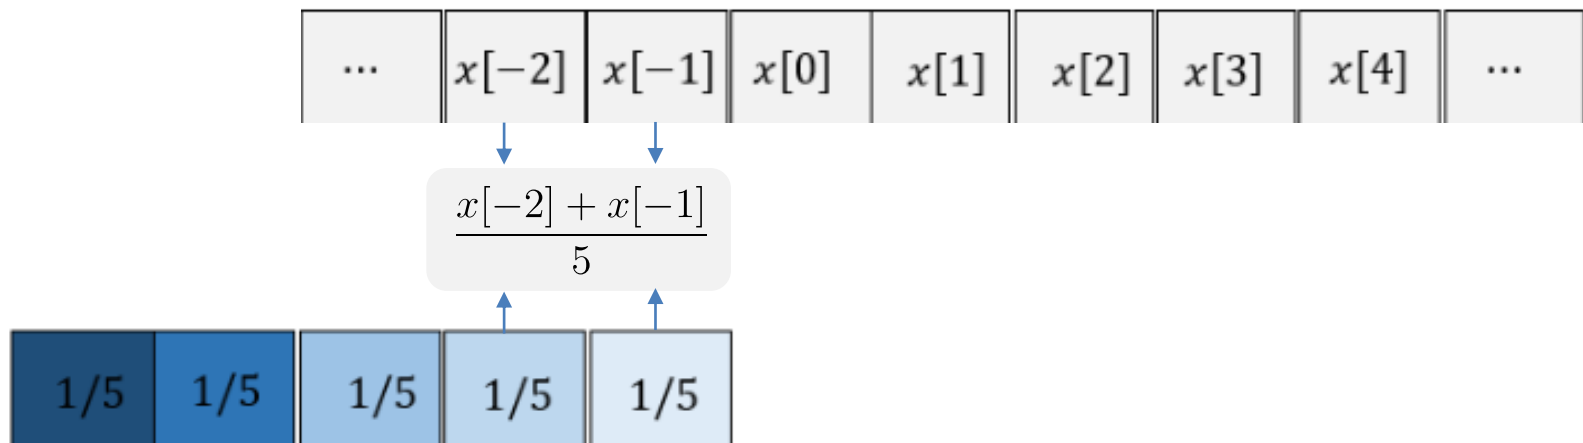 ⋯ x[−2] x[−1] x[0] x[1] x[2] x[3] x[4] ⋯
x[−2] + x[−1]
5
1/5 1/5 1/5 1/5 1/5